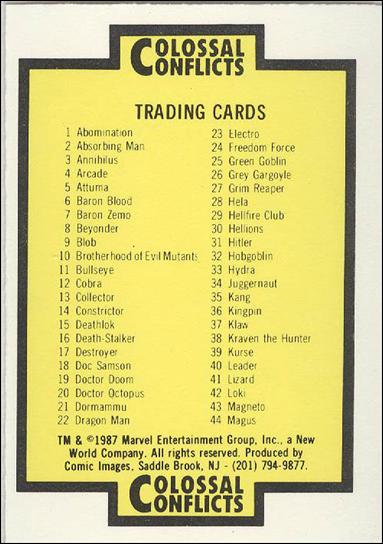 COLOSSAL
CONFLICTS
TRADING CARDS
1 Abomination
2 Absorbing Man
3 Annihilus
4 Arcade
5 Attuma
6 Baron Blood
7 Baron Zemo
8 Beyonder
9 Blob
10 Brotherhood of Evil Mutants
11 Bullseye
12 Cobra
13 Collector
14 Constrictor
15 Deathlok
16 Death-Stalker
17 Destroyer
18 Doc Samson
19 Doctor Doom
20 Doctor Octopus
21 Dormammu
22 Dragon Man
23 Electro
24 Freedom Force
25 Green Goblin
26 Grey Gargoyle
27 Grim Reaper
28 Hela
29 Hellfire Club
30 Hellions
31 Hitler
32 Hobgoblin
33 Hydra
34 Juggernaut
35 Kang
36 Kingpin
37 Klaw
38 Kraven the Hunter
39 Kurse
40 Leader
41 Lizard
42 Loki
43 Magneto
44 Magus
TM & ©1987 Marvel Entertainment Group, Inc., a New
World Company. All rights reserved. Produced by
Comic Images, Saddle Brook, NJ - (201) 794-9877.
COLOSSAL
CONFLICTS